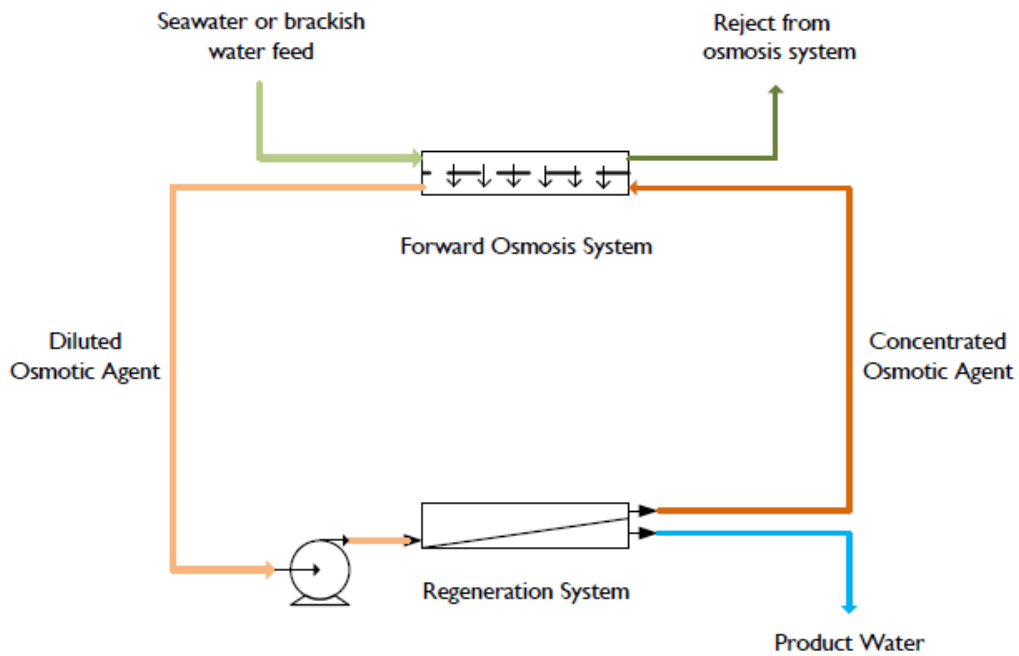 Seawater or brackish
water feed
Reject from
osmosis system
Forward Osmosis System
Diluted
Osmotic Agent
Concentrated
Osmotic Agent
Regeneration System
Product Water